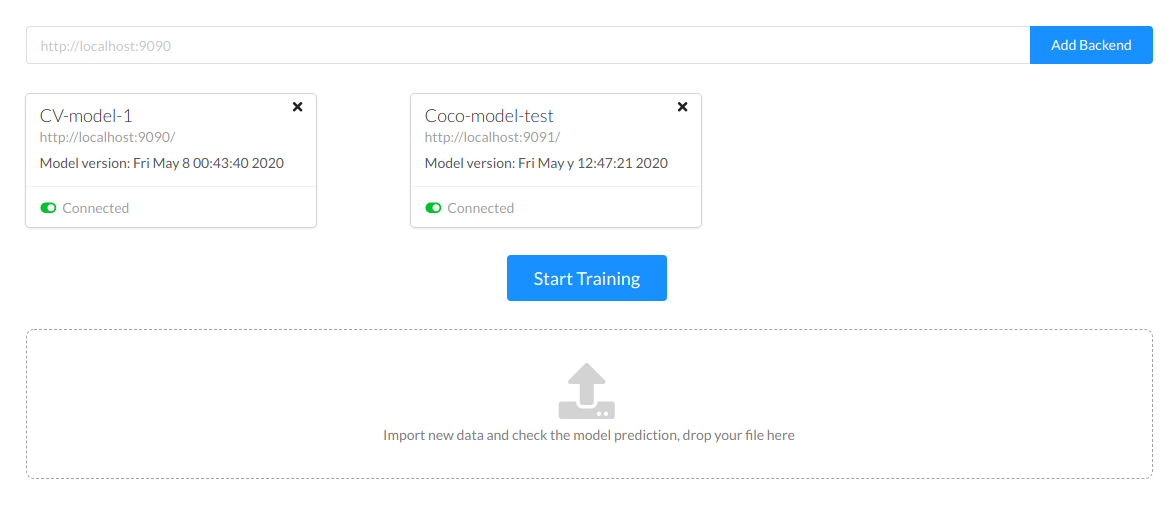 http://localhost:9090
Add Backend
CV-model-1
http://localhost:9090/
Model version: Fri May 8 00:43:40 2020
Connected
Coco-model-test
http://localhost:9091/
Model version: Fri May y 12:47:21 2020
Connected
Start Training
Import new data and check the model prediction, drop your file here